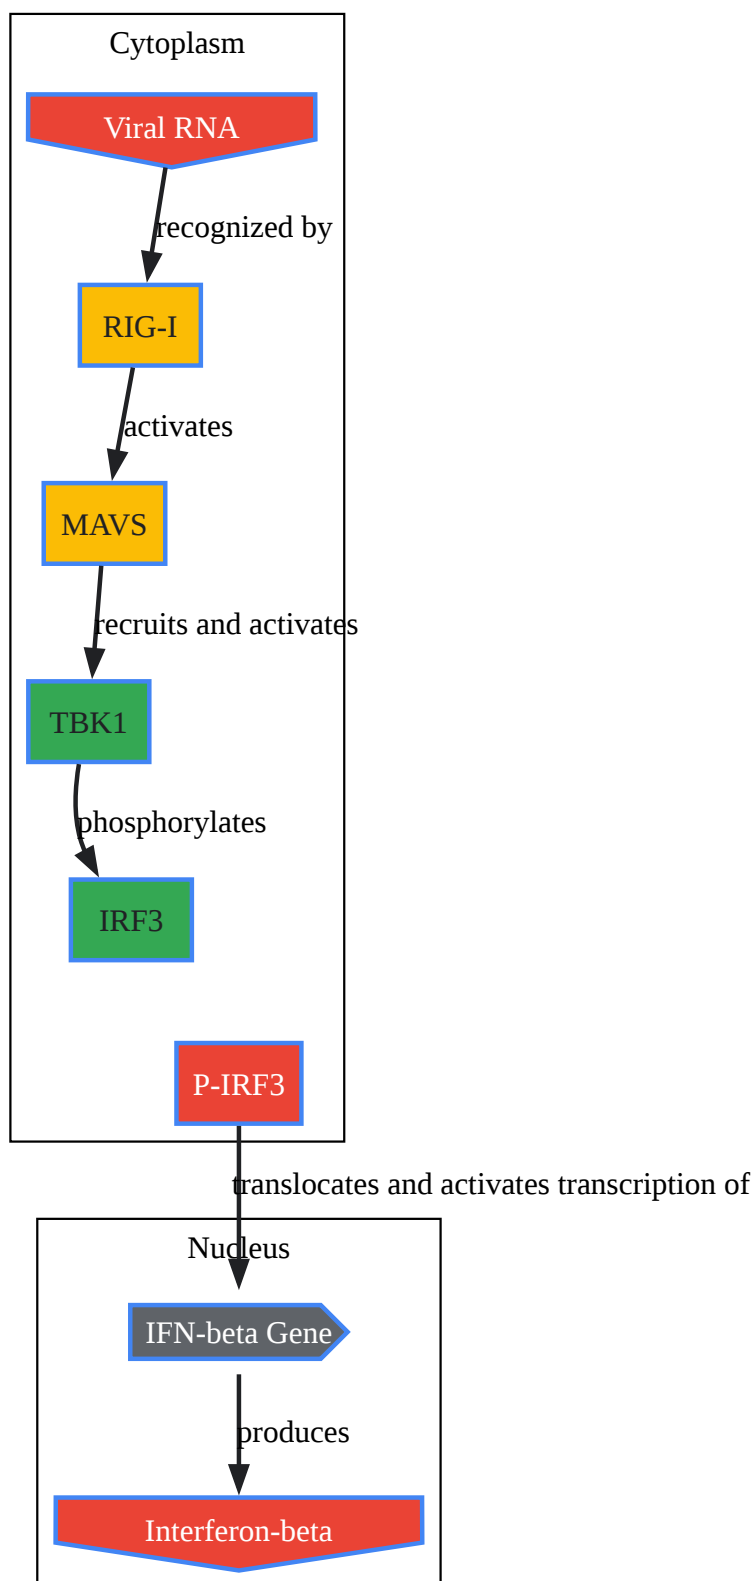 Cytoplasm
Viral RNA
recognized by
RIG-I
activates
MAVS
recruits and activates
TBK1
phosphorylates
IRF3
P-IRF3
translocates and activates transcription of
Nucleus
IFN-beta Gene
produces
Interferon-beta